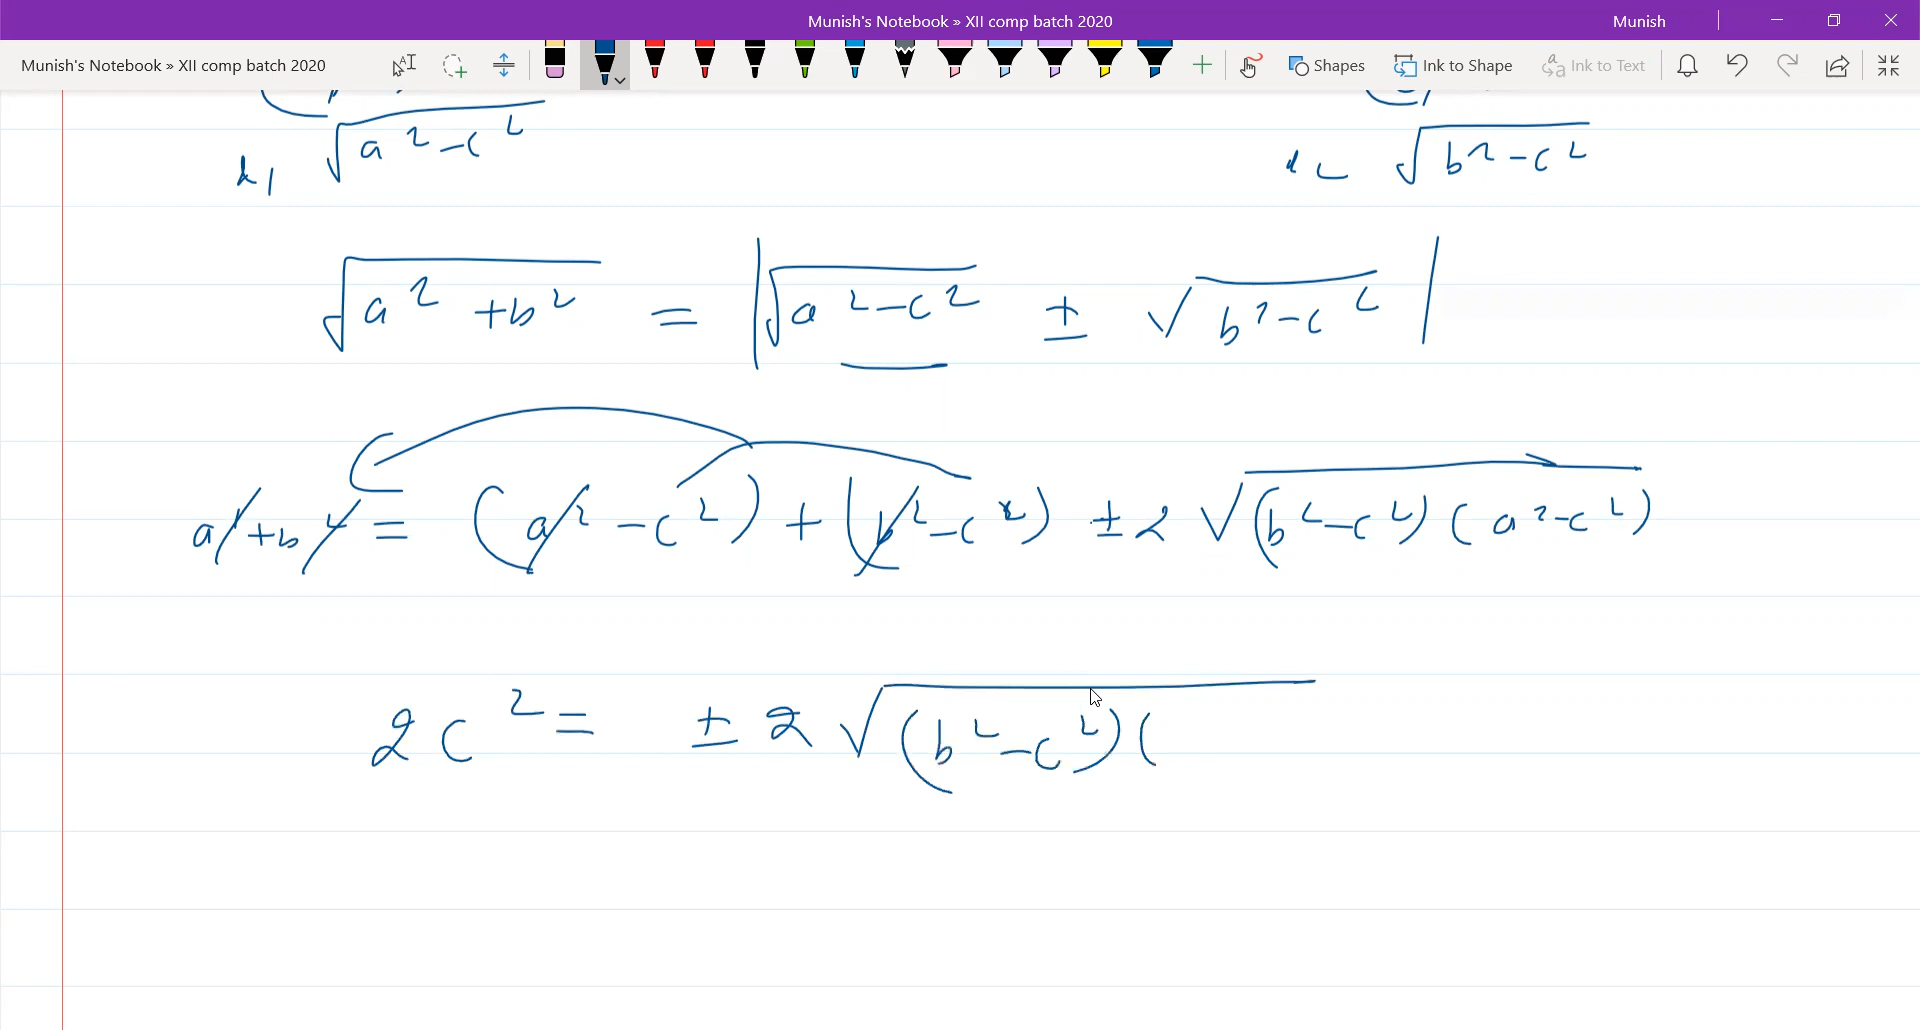 Munish's Notebook » XII comp batch 2020
Munish
Munish's Notebook » XII comp batch 2020
Shapes
Ink to Shape
Ink to Text
r₁ √(a² - c²)
r₂ √(b² - c²)
√(a² + b²) = |√(a² - c²) ± √(b² - c²)|
a² + b² = (a² - c²) + (b² - c²) ± 2 √((b² - c²)(a² - c²))
2c² = ± 2 √((b² - c²)(